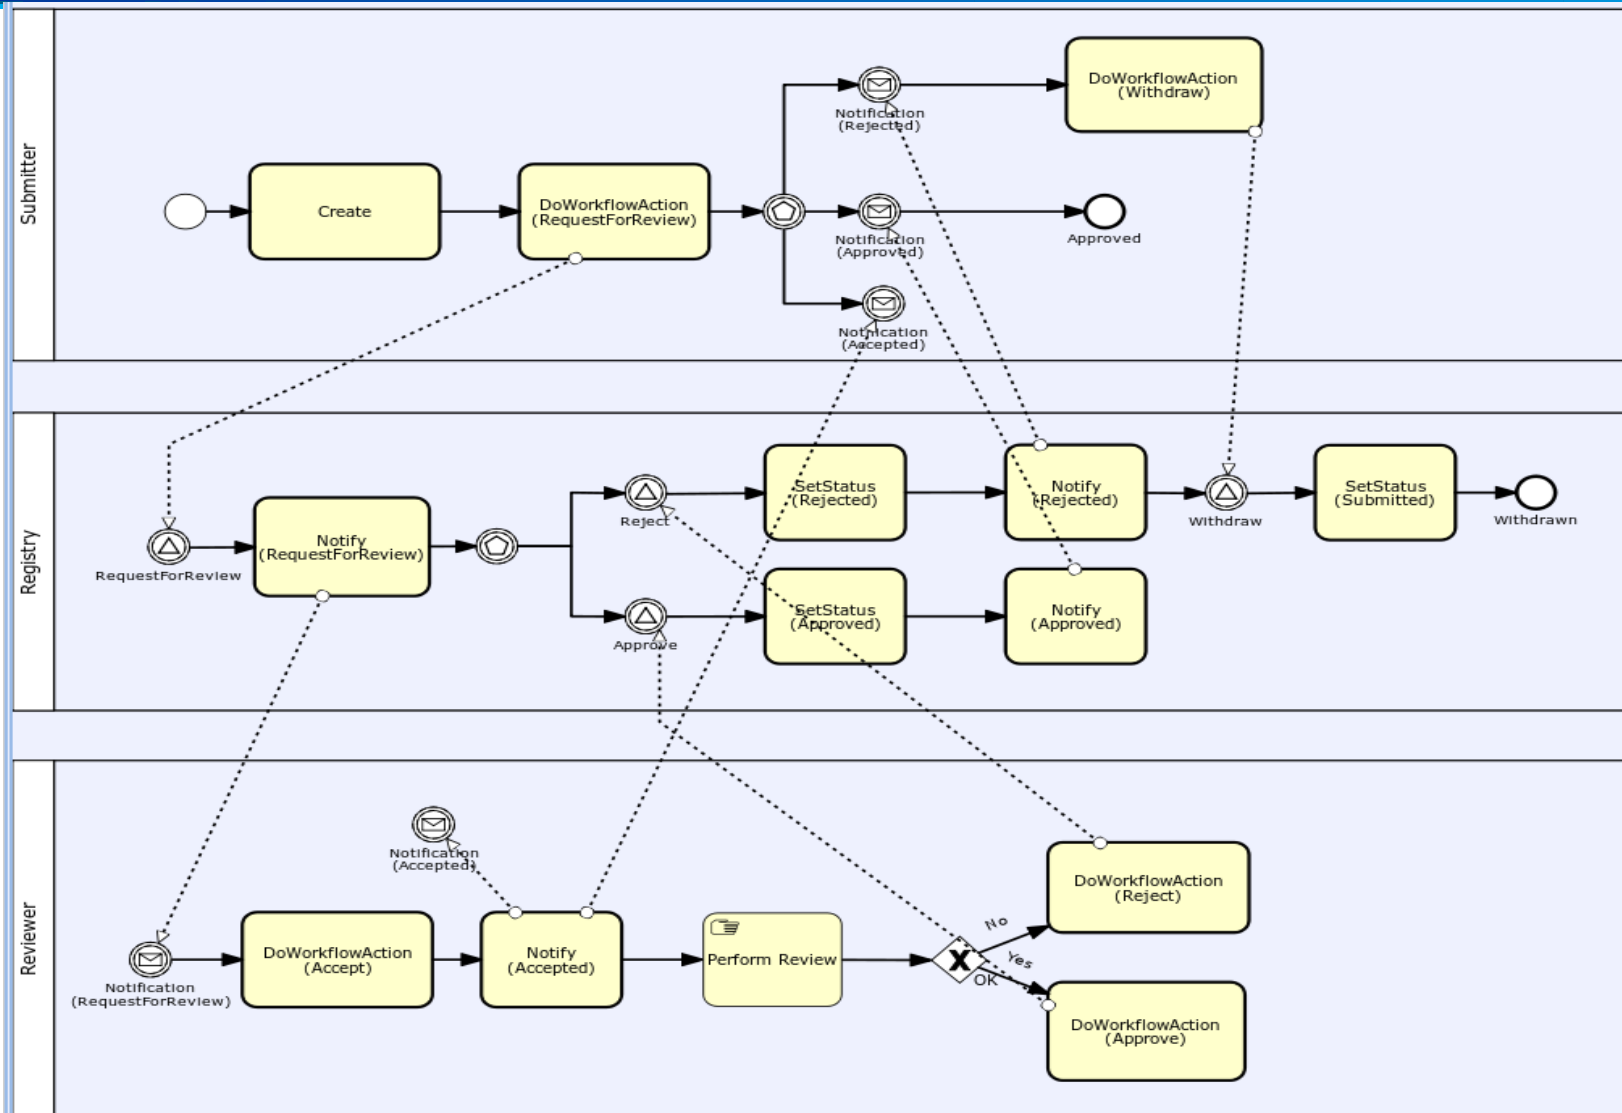 Submitter
Create
DoWorkflowAction
(RequestForReview)
Notification
(Rejected)
DoWorkflowAction
(Withdraw)
Notification
(Approved)
Approved
Notification
(Accepted)
Registry
RequestForReview
Notify
(RequestForReview)
Reject
SetStatus
(Rejected)
Notify
(Rejected)
Withdraw
SetStatus
(Submitted)
Withdrawn
Approve
SetStatus
(Approved)
Notify
(Approved)
Reviewer
Notification
(RequestForReview)
DoWorkflowAction
(Accept)
Notification
(Accepted)
Notify
(Accepted)
Perform Review
X
OK
No
Yes
DoWorkflowAction
(Reject)
DoWorkflowAction
(Approve)